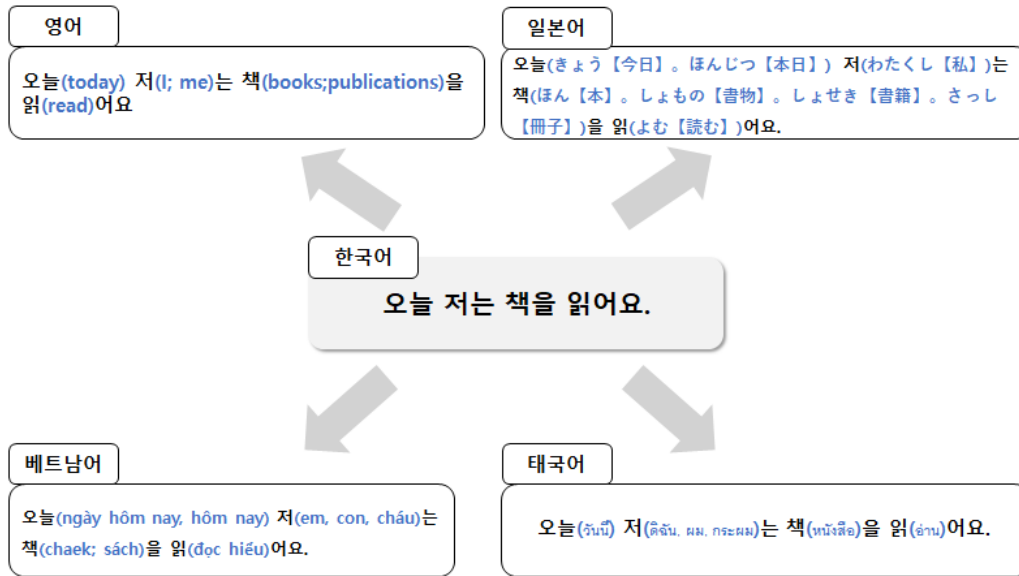 영어
오늘(today) 저(I; me)는 책(books;publications)을
읽(read)어요
일본어
오늘(きょう【今日】。ほんじつ【本日】) 저(わたくし【私】)는
책(ほん【本】。しょもの【書物】。しょせき【書籍】。さっし
【冊子】)을 읽(よむ【読む】)어요.
한국어
오늘 저는 책을 읽어요.
베트남어
오늘(ngày hôm nay, hôm nay) 저(em, con, cháu)는
책(chaek; sách)을 읽(đọc hiểu)어요.
태국어
오늘(วันนี้) 저(ดิฉัน, ผม, กระผม)는 책(หนังสือ)을 읽(อ่าน)어요.